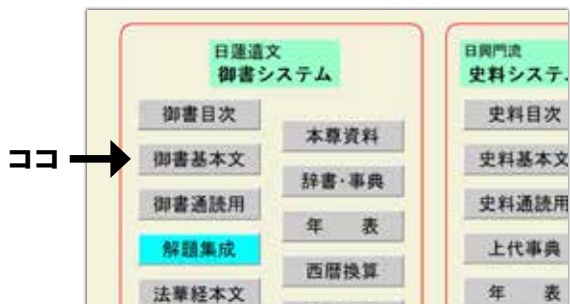 日蓮遺文
御書システム
御書目次
御書基本文
御書通読用
解題集成
法華経本文
本尊資料
辞書・事典
年　表
西暦換算
日興門流
史料システ
史料目次
史料基本文
史料通読用
上代事典
年　表
ココ